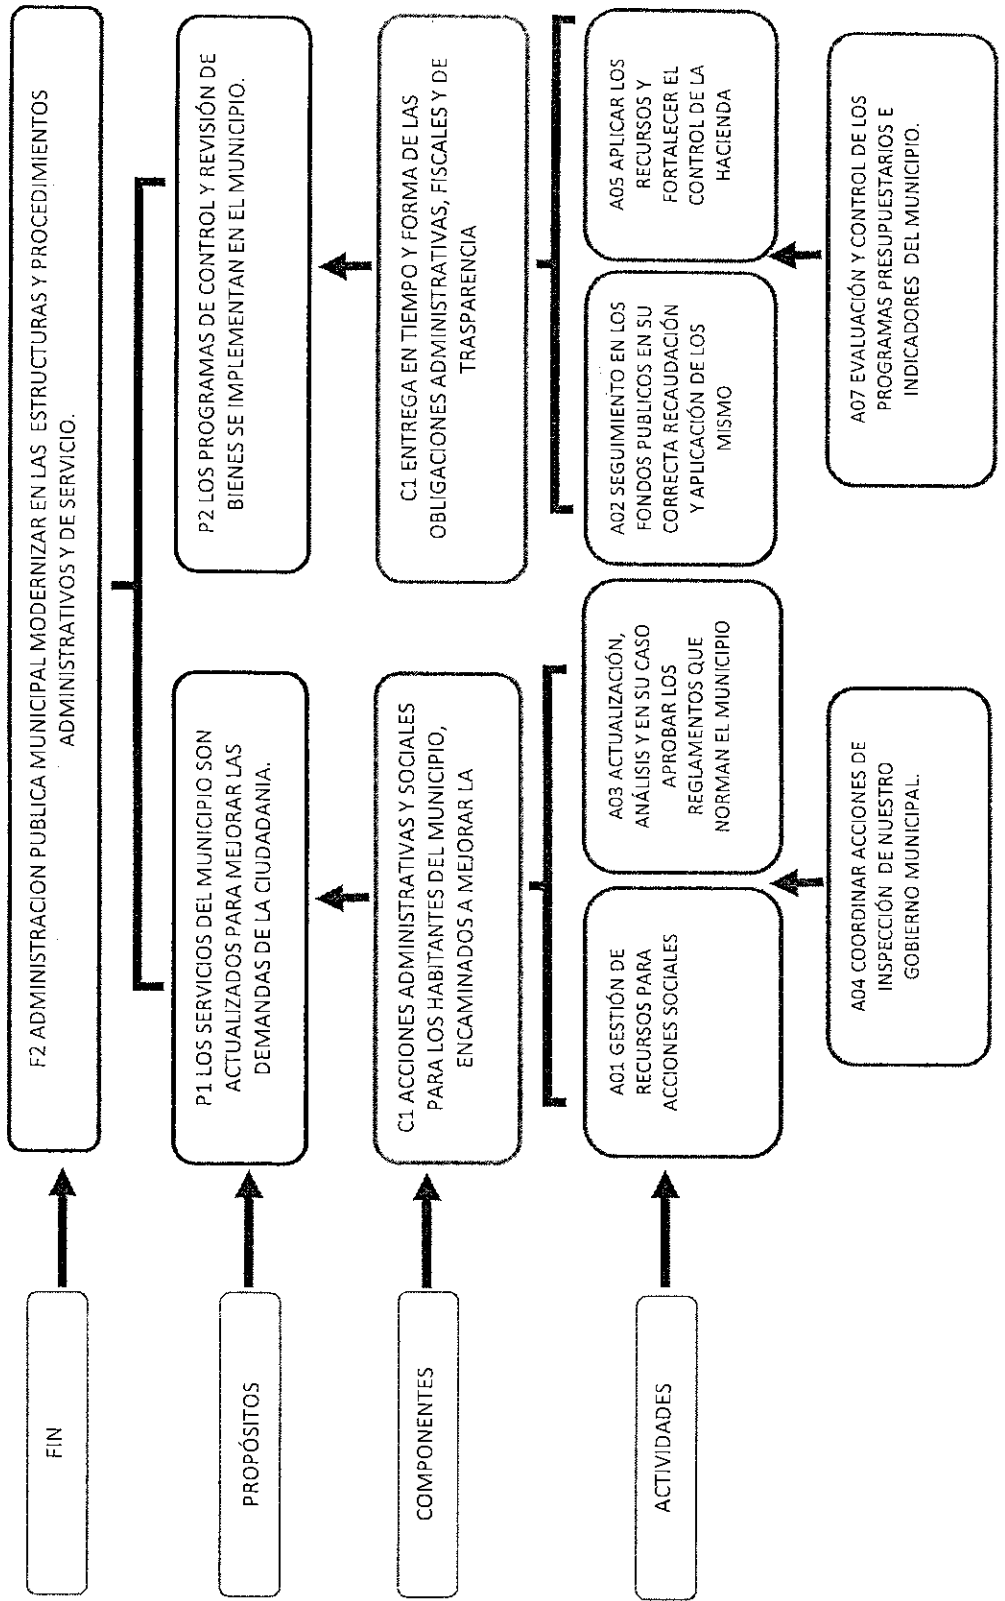 FIN
F2 ADMINISTRACION PUBLICA MUNICIPAL MODERNIZAR EN LAS ESTRUCTURAS Y PROCEDIMIENTOS
ADMINISTRATIVOS Y DE SERVICIO.
PROPÓSITOS
P1 LOS SERVICIOS DEL MUNICIPIO SON
ACTUALIZADOS PARA MEJORAR LAS
DEMANDAS DE LA CIUDADANIA.
P2 LOS PROGRAMAS DE CONTROL Y REVISIÓN DE
BIENES SE IMPLEMENTAN EN EL MUNICIPIO.
COMPONENTES
C1 ACCIONES ADMINISTRATIVAS Y SOCIALES
PARA LOS HABITANTES DEL MUNICIPIO,
ENCAMINADOS A MEJORAR LA
C1 ENTREGA EN TIEMPO Y FORMA DE LAS
OBLIGACIONES ADMINISTRATIVAS, FISCALES Y DE
TRASPARENCIA
ACTIVIDADES
A01 GESTIÓN DE
RECURSOS PARA
ACCIONES SOCIALES
A03 ACTUALIZACIÓN,
ANÁLISIS Y EN SU CASO
APROBAR LOS
REGLAMENTOS QUE
NORMAN EL MUNICIPIO
A02 SEGUIMIENTO EN LOS
FONDOS PUBLICOS EN SU
CORRECTA RECAUDACIÓN
Y APLICACIÓN DE LOS
MISMO
A05 APLICAR LOS
RECURSOS Y
FORTALECER EL
CONTROL DE LA
HACIENDA
A04 COORDINAR ACCIONES DE
INSPECCIÓN DE NUESTRO
GOBIERNO MUNICIPAL.
A07 EVALUACIÓN Y CONTROL DE LOS
PROGRAMAS PRESUPUESTARIOS E
INDICADORES DEL MUNICIPIO.